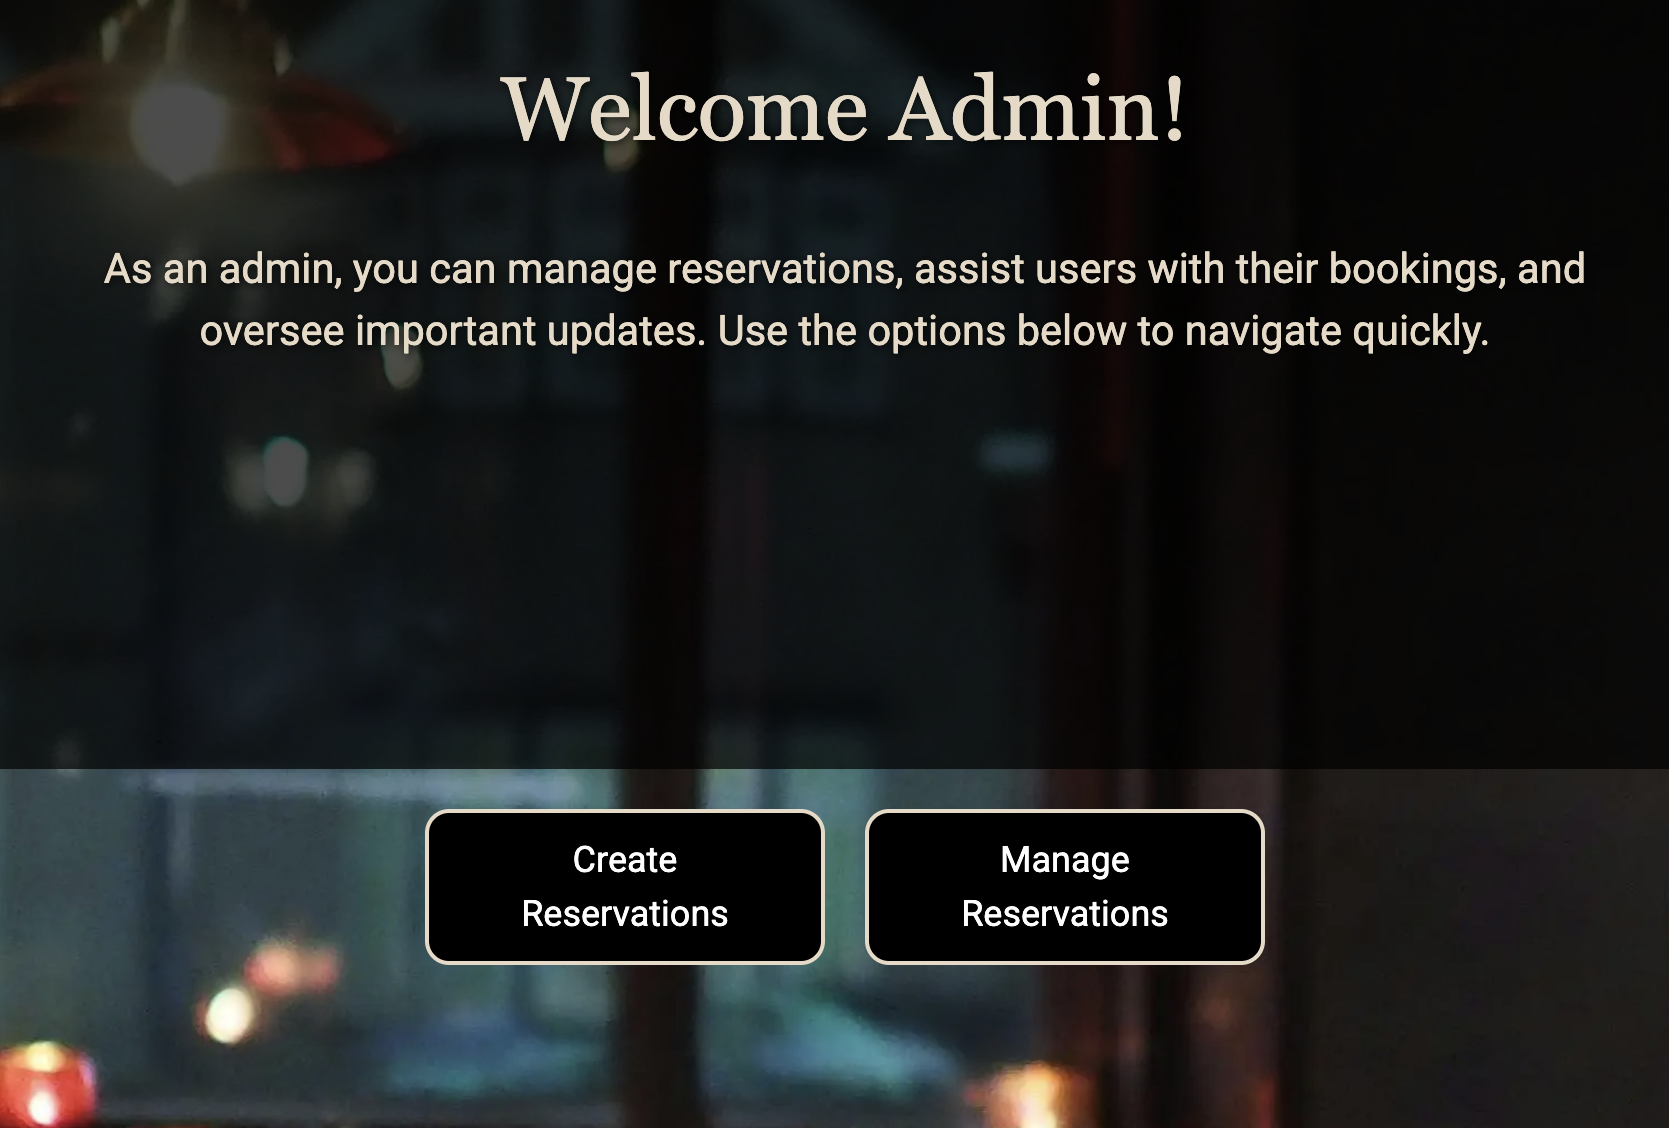 Welcome Admin!
As an admin, you can manage reservations, assist users with their bookings, and
oversee important updates. Use the options below to navigate quickly.
Create
Reservations
Manage
Reservations